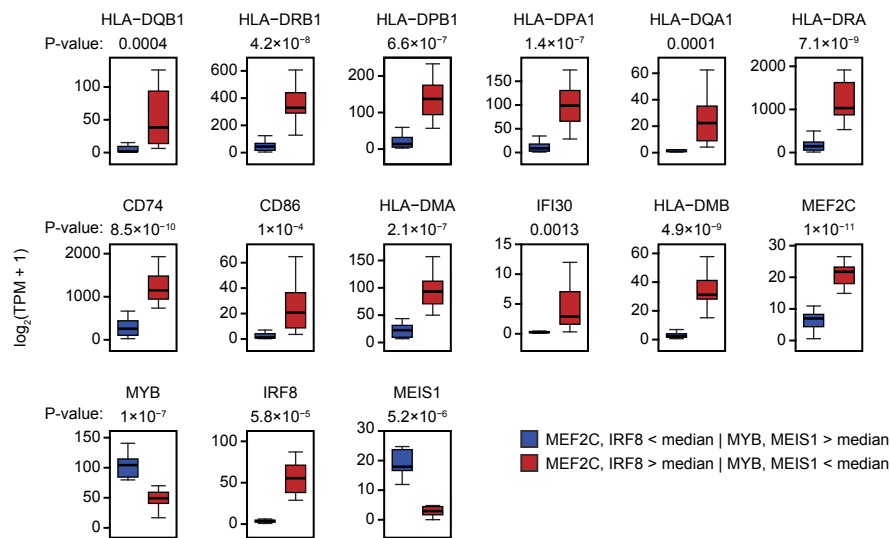 HLA−DQB1 HLA−DRB1 HLA−DPB1 HLA−DPA1 HLA−DQA1 HLA−DRA
P-value: 0.0004 4.2×10⁻⁸ 6.6×10⁻⁷ 1.4×10⁻⁷ 0.0001 7.1×10⁻⁹
100 50 0
600 400 200 0
200 100 0
150 100 50 0
60 40 20 0
2000 1000 0
CD74 CD86 HLA−DMA IFI30 HLA−DMB MEF2C
P-value: 8.5×10⁻¹⁰ 1×10⁻⁴ 2.1×10⁻⁷ 0.0013 4.9×10⁻⁹ 1×10⁻¹¹
log₂(TPM + 1)
2000 1000 0
60 40 20 0
150 100 50 0
15 10 5 0
60 40 20 0
30 20 10 0
MYB IRF8 MEIS1
P-value: 1×10⁻⁷ 5.8×10⁻⁵ 5.2×10⁻⁶
150 100 50 0
100 50 0
30 20 10 0
MEF2C, IRF8 < median | MYB, MEIS1 > median
MEF2C, IRF8 > median | MYB, MEIS1 < median